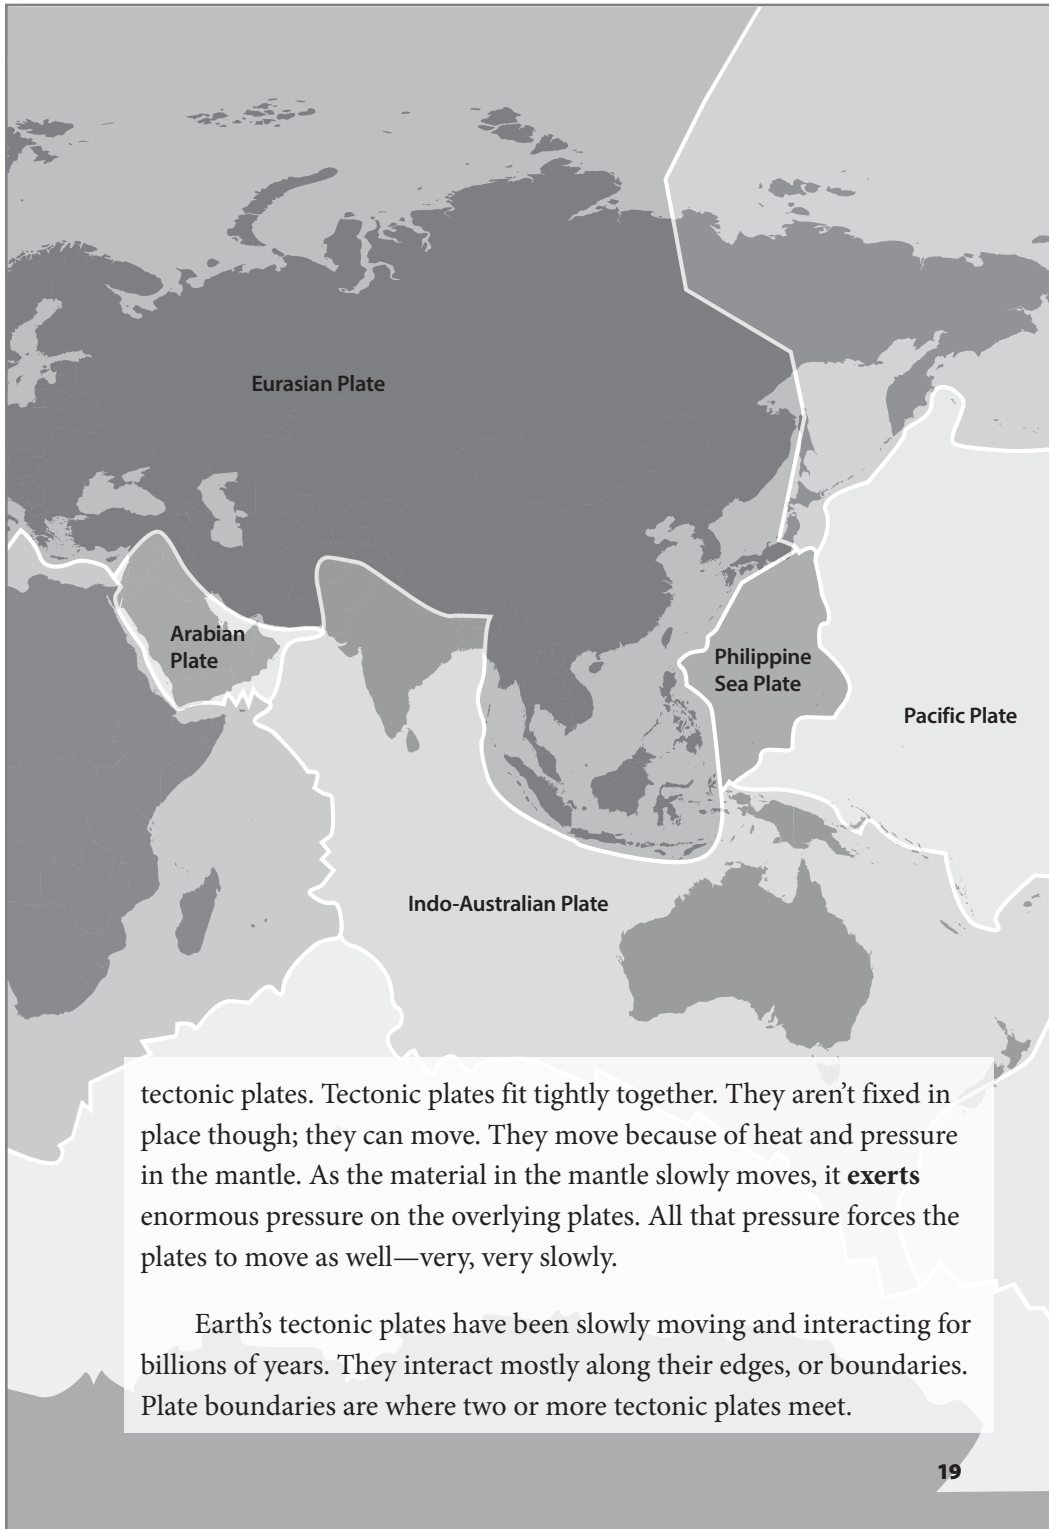 Eurasian Plate
Arabian
Plate
Philippine
Sea Plate
Pacific Plate
Indo-Australian Plate
tectonic plates. Tectonic plates fit tightly together. They aren’t fixed in
place though; they can move. They move because of heat and pressure
in the mantle. As the material in the mantle slowly moves, it exerts
enormous pressure on the overlying plates. All that pressure forces the
plates to move as well—very, very slowly.
Earth’s tectonic plates have been slowly moving and interacting for
billions of years. They interact mostly along their edges, or boundaries.
Plate boundaries are where two or more tectonic plates meet.
19